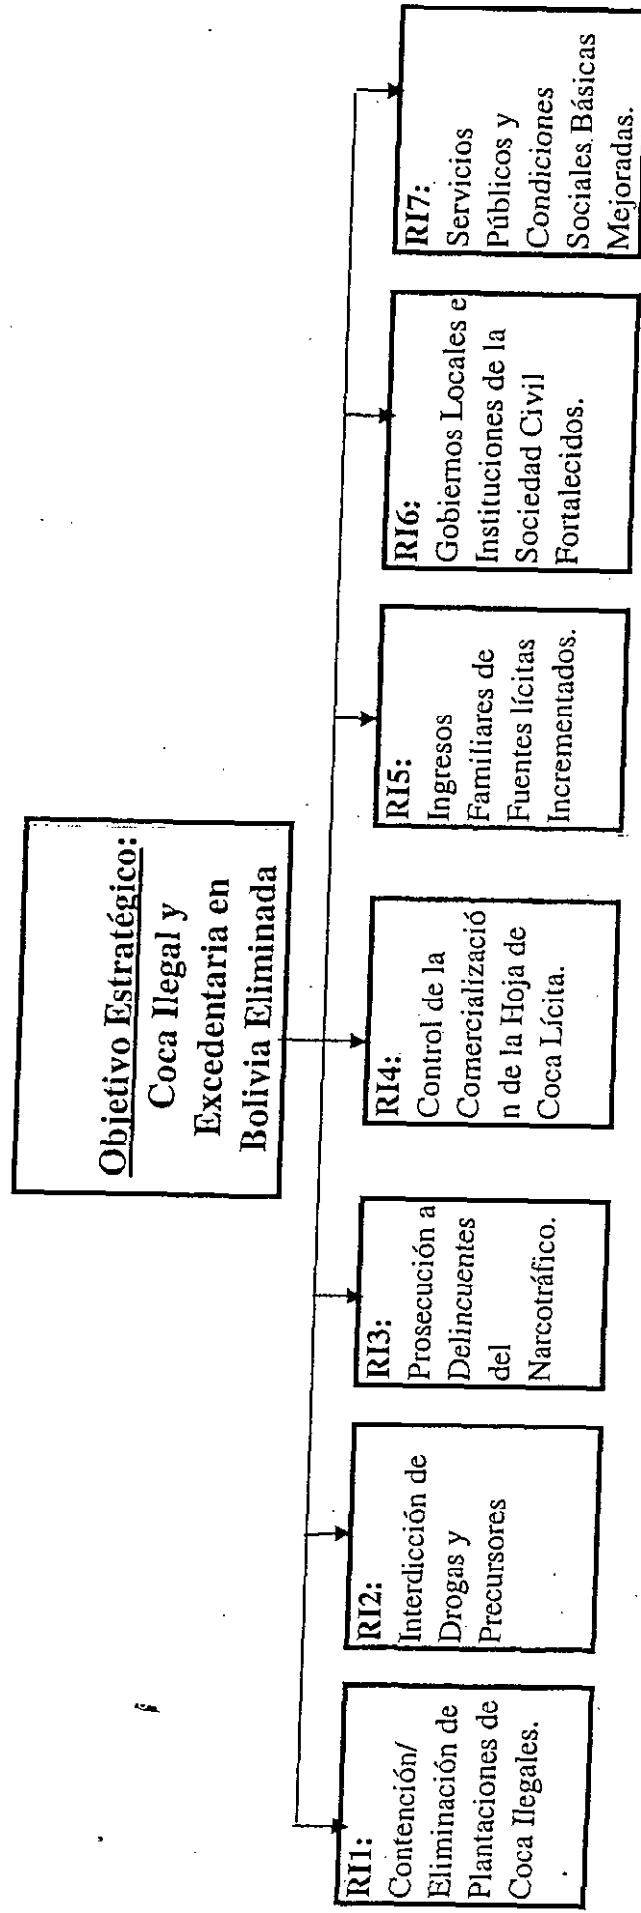 Objetivo Estratégico:
Coca Ilegal y
Excedentaria en
Bolivia Eliminada
RI1:
Contención/
Eliminación de
Plantaciones de
Coca Ilegales.
RI2:
Interdicción de
Drogas y
Precursores
RI3:
Prosecución a
Delincuentes
del
Narcotráfico.
RI4:
Control de la
Comercializació
n de la Hoja de
Coca Lícita.
RI5:
Ingresos
Familiares de
Fuentes lícitas
Incrementados.
RI6:
Gobiernos Locales e
Instituciones de la
Sociedad Civil
Fortalecidos.
RI7:
Servicios
Públicos y
Condiciones
Sociales Básicas
Mejoradas.